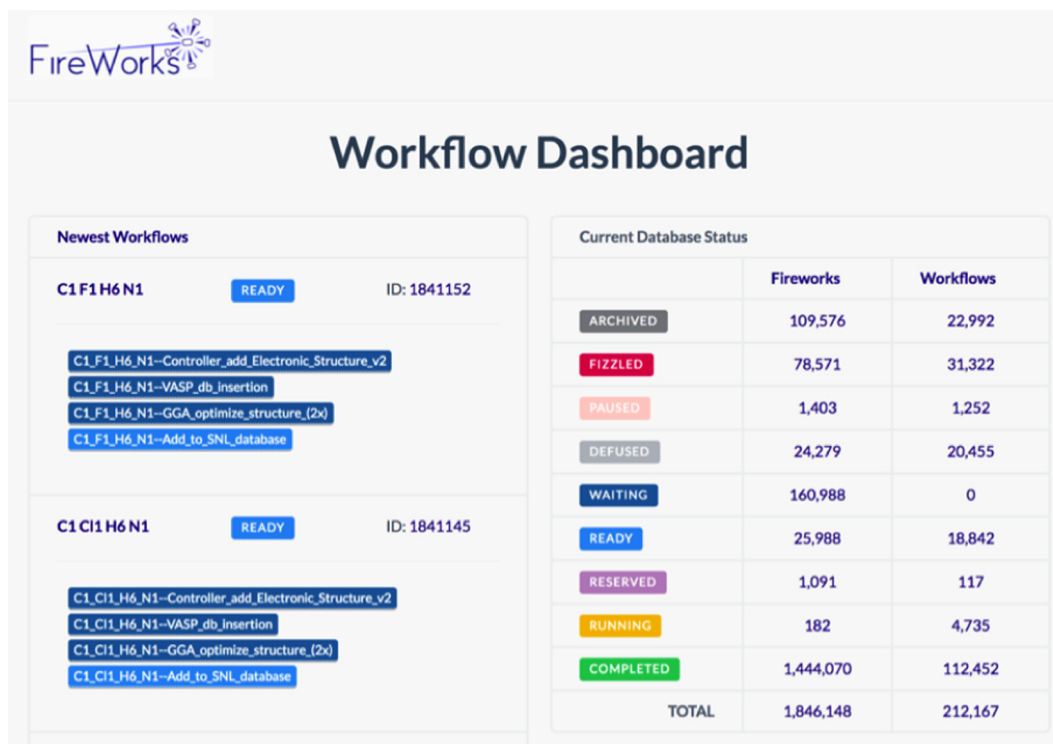 FireWorks
Workflow Dashboard
Newest Workflows
C1 F1 H6 N1 READY ID: 1841152
C1_F1_H6_N1--Controller_add_Electronic_Structure_v2
C1_F1_H6_N1--VASP_db_insertion
C1_F1_H6_N1--GGA_optimize_structure_(2x)
C1_F1_H6_N1--Add_to_SNL_database
C1 Cl1 H6 N1 READY ID: 1841145
C1_Cl1_H6_N1--Controller_add_Electronic_Structure_v2
C1_Cl1_H6_N1--VASP_db_insertion
C1_Cl1_H6_N1--GGA_optimize_structure_(2x)
C1_Cl1_H6_N1--Add_to_SNL_database
Current Database Status
Fireworks Workflows
ARCHIVED 109,576 22,992
FIZZLED 78,571 31,322
PAUSED 1,403 1,252
DEFUSED 24,279 20,455
WAITING 160,988 0
READY 25,988 18,842
RESERVED 1,091 117
RUNNING 182 4,735
COMPLETED 1,444,070 112,452
TOTAL 1,846,148 212,167